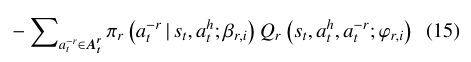 − ∑_{a_t^{-r} ∈ A_t^r} π_r (a_t^{-r} | s_t, a_t^h; β_{r,i}) Q_r (s_t, a_t^h, a_t^{-r}; φ_{r,i}) (15)